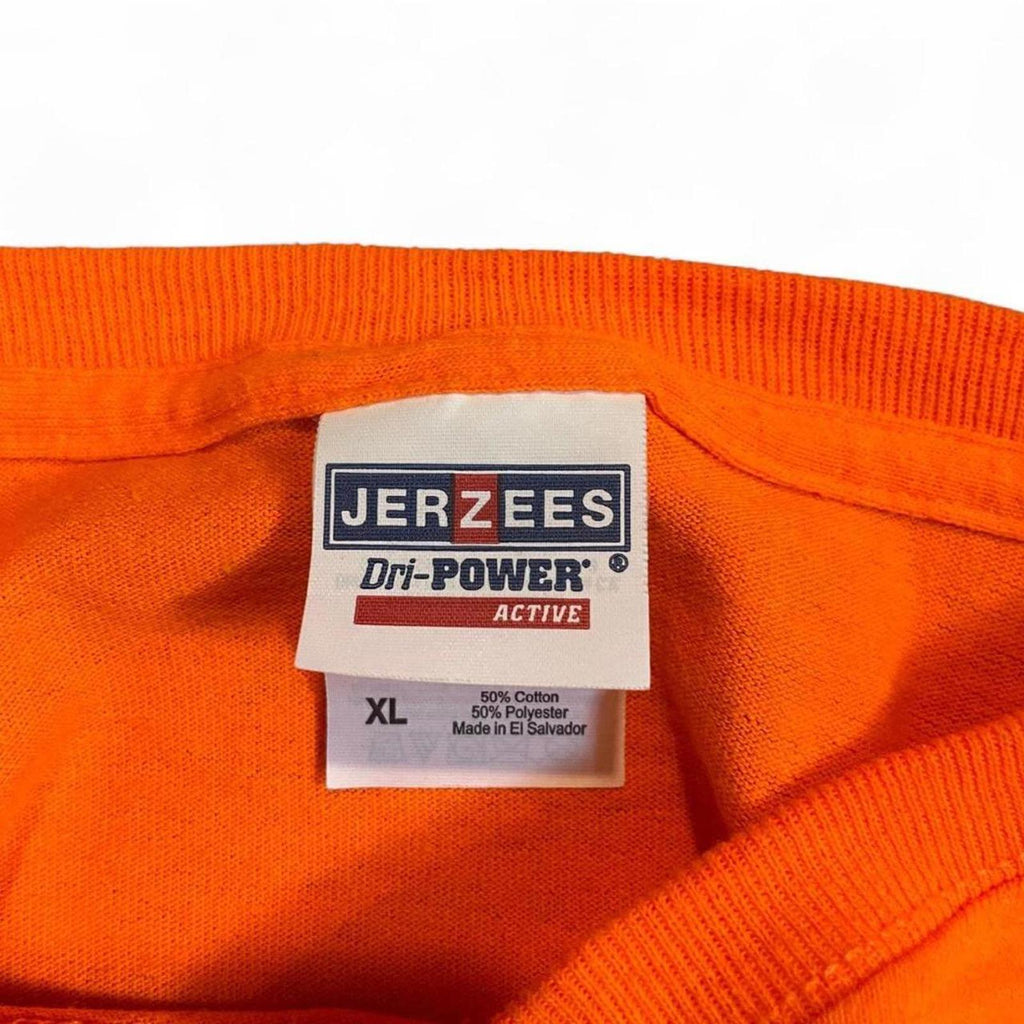 JERZEES
Dri-POWER® ®
ACTIVE
XL
50% Cotton
50% Polyester
Made in El Salvador